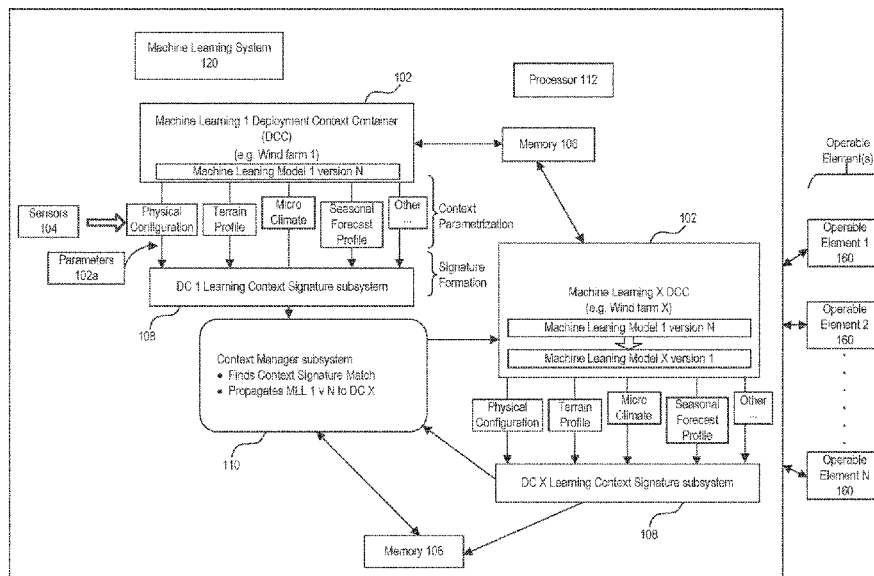 Machine Learning System
120
Processor 112
102
Machine Learning 1 Deployment Context Container
(DCC)
(e.g. Wind farm 1)
Machine Leaning Model 1 version N
Memory 106
Operable
Element(s)
Sensors
104
Physical
Configuration
Terrain
Profile
Micro
Climate
Seasonal
Forecast
Profile
Other
...
Context
Parametrization
Parameters
102a
DC 1 Learning Context Signature subsystem
Signature
Formation
108
102
Machine Learning X DCC
(e.g. Wind farm X)
Machine Leaning Model 1 version N
Machine Leaning Model X version 1
Operable
Element 1
160
Operable
Element 2
160
Context Manager subsystem
• Finds Context Signature Match
• Propagates MLL 1 v N to DC X
110
Physical
Configuration
Terrain
Profile
Micro
Climate
Seasonal
Forecast
Profile
Other
...
Operable
Element N
160
DC X Learning Context Signature subsystem
108
Memory 106